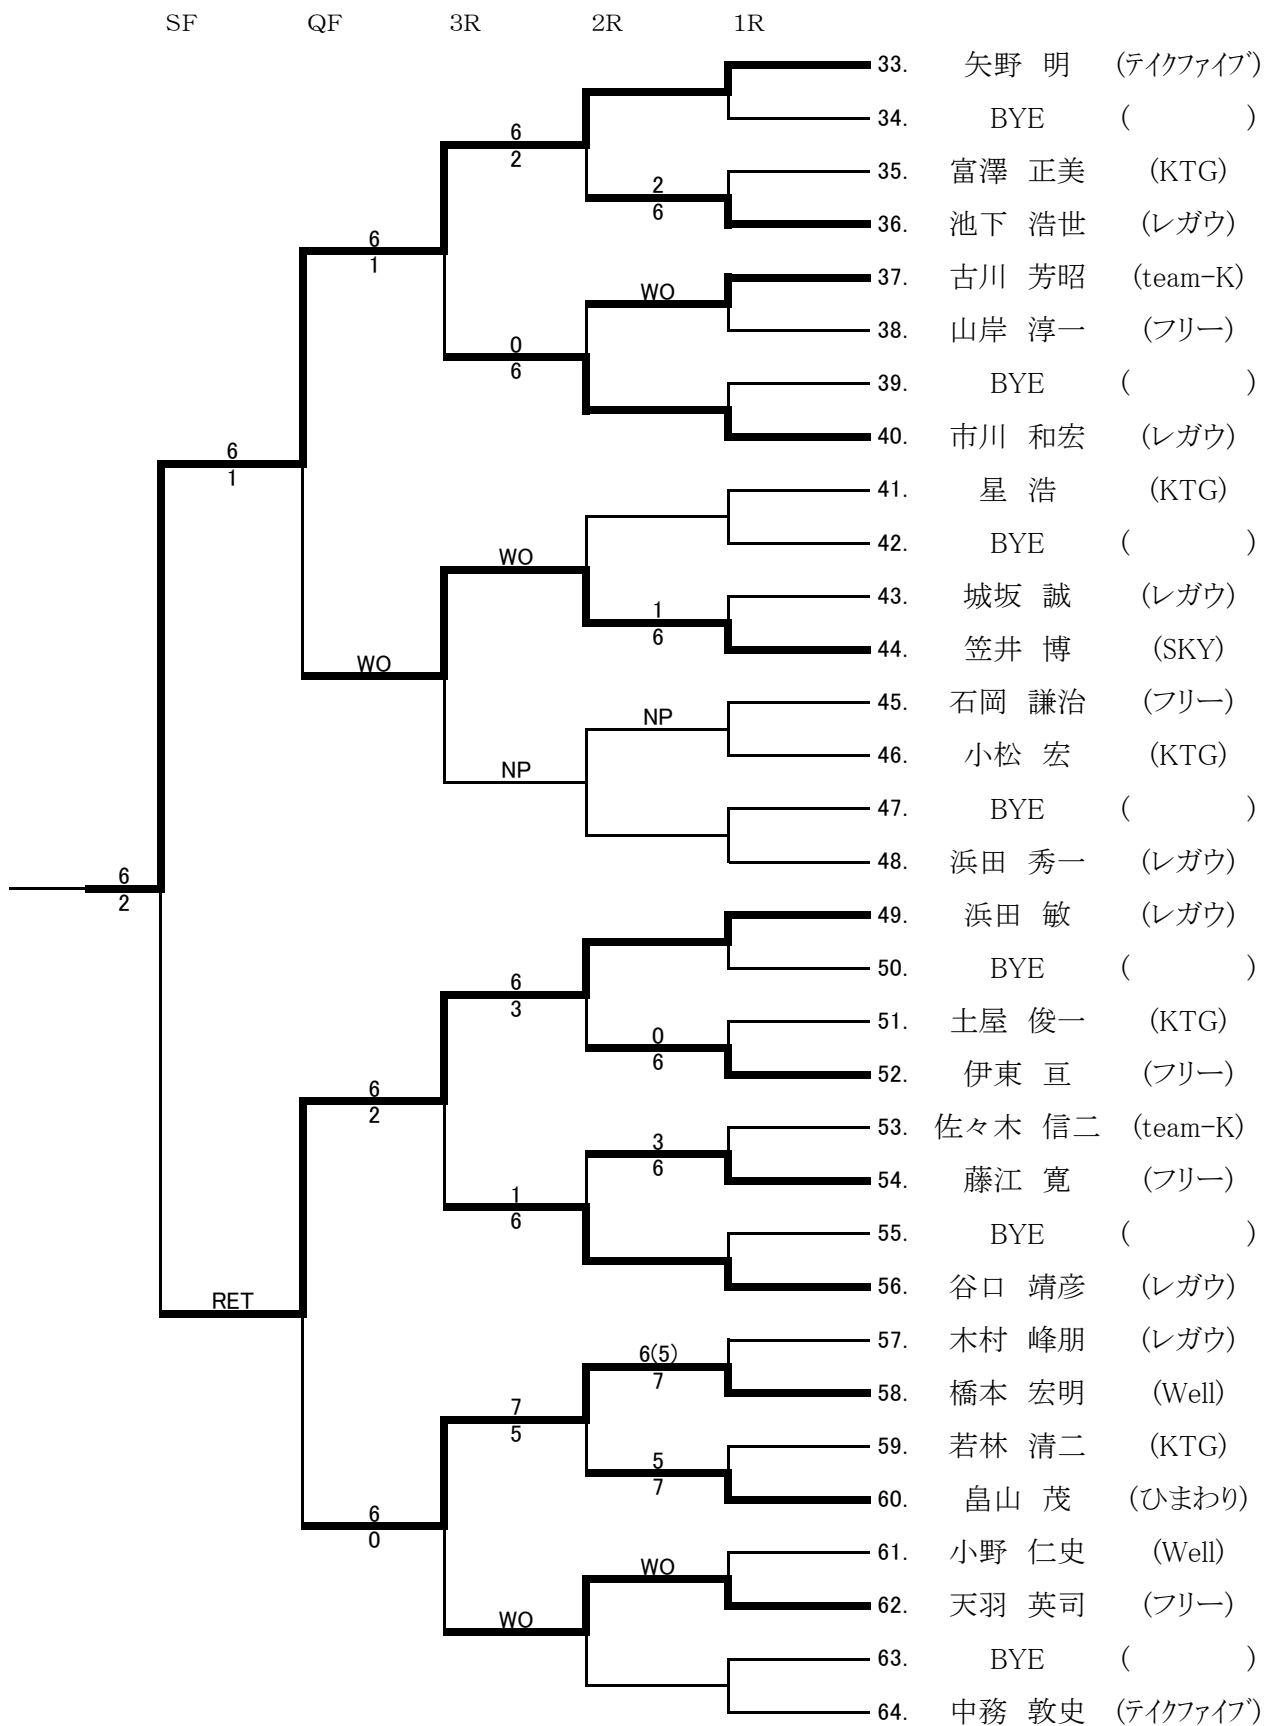 SF QF 3R 2R 1R
33. 矢野 明 (テイクファイブ)
34. BYE ( )
6
2
35. 富澤 正美 (KTG)
2
6
36. 池下 浩世 (レガウ)
6
1
37. 古川 芳昭 (team-K)
WO
38. 山岸 淳一 (フリー)
0
6
39. BYE ( )
40. 市川 和宏 (レガウ)
6
1
41. 星 浩 (KTG)
42. BYE ( )
WO
43. 城坂 誠 (レガウ)
1
6
44. 笠井 博 (SKY)
WO
45. 石岡 謙治 (フリー)
NP
46. 小松 宏 (KTG)
NP
47. BYE ( )
48. 浜田 秀一 (レガウ)
6
2
49. 浜田 敏 (レガウ)
50. BYE ( )
6
3
51. 土屋 俊一 (KTG)
0
6
52. 伊東 亘 (フリー)
6
2
53. 佐々木 信二 (team-K)
3
6
54. 藤江 寛 (フリー)
1
6
55. BYE ( )
56. 谷口 靖彦 (レガウ)
RET
57. 木村 峰朋 (レガウ)
6(5)
7
58. 橋本 宏明 (Well)
7
5
59. 若林 清二 (KTG)
5
7
60. 畠山 茂 (ひまわり)
6
0
61. 小野 仁史 (Well)
WO
62. 天羽 英司 (フリー)
WO
63. BYE ( )
64. 中務 敦史 (テイクファイブ)